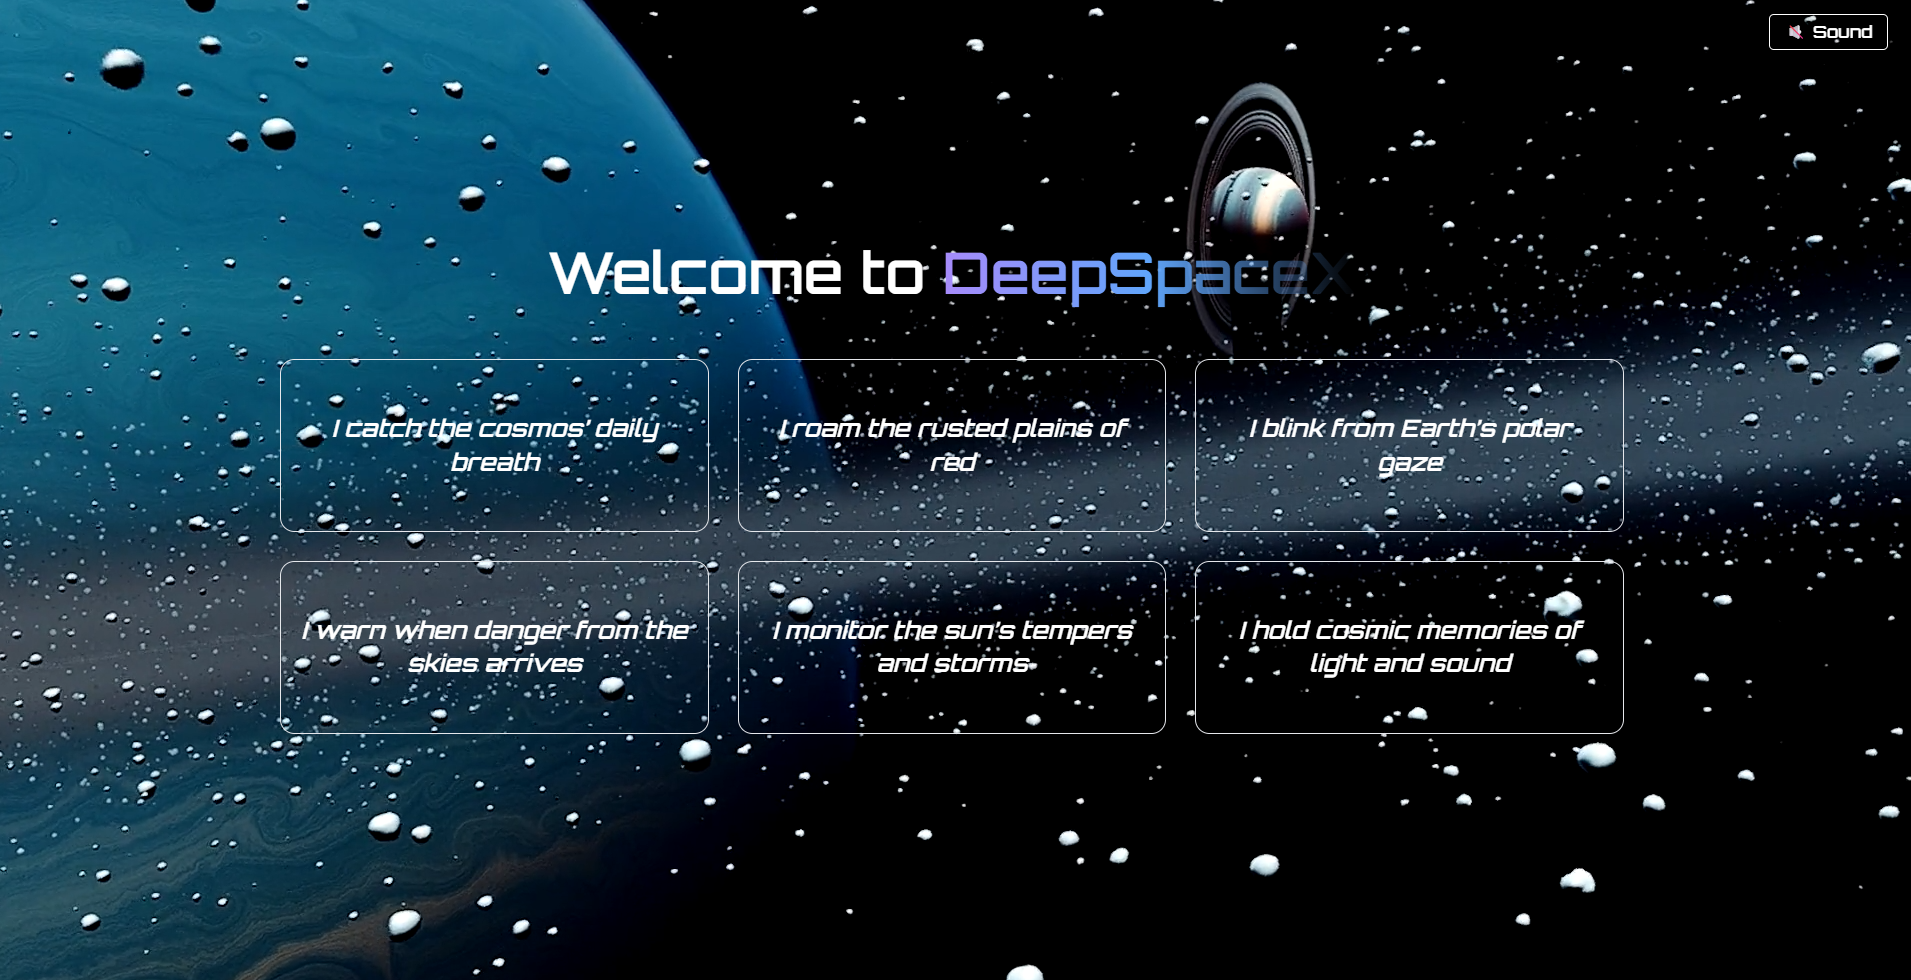 Sound
Welcome to DeepSpaceX
I catch the cosmos' daily
breath
I roam the rusted plains of
red
I blink from Earth's polar
gaze
I warn when danger from the
skies arrives
I monitor the sun's tempers
and storms
I hold cosmic memories of
light and sound